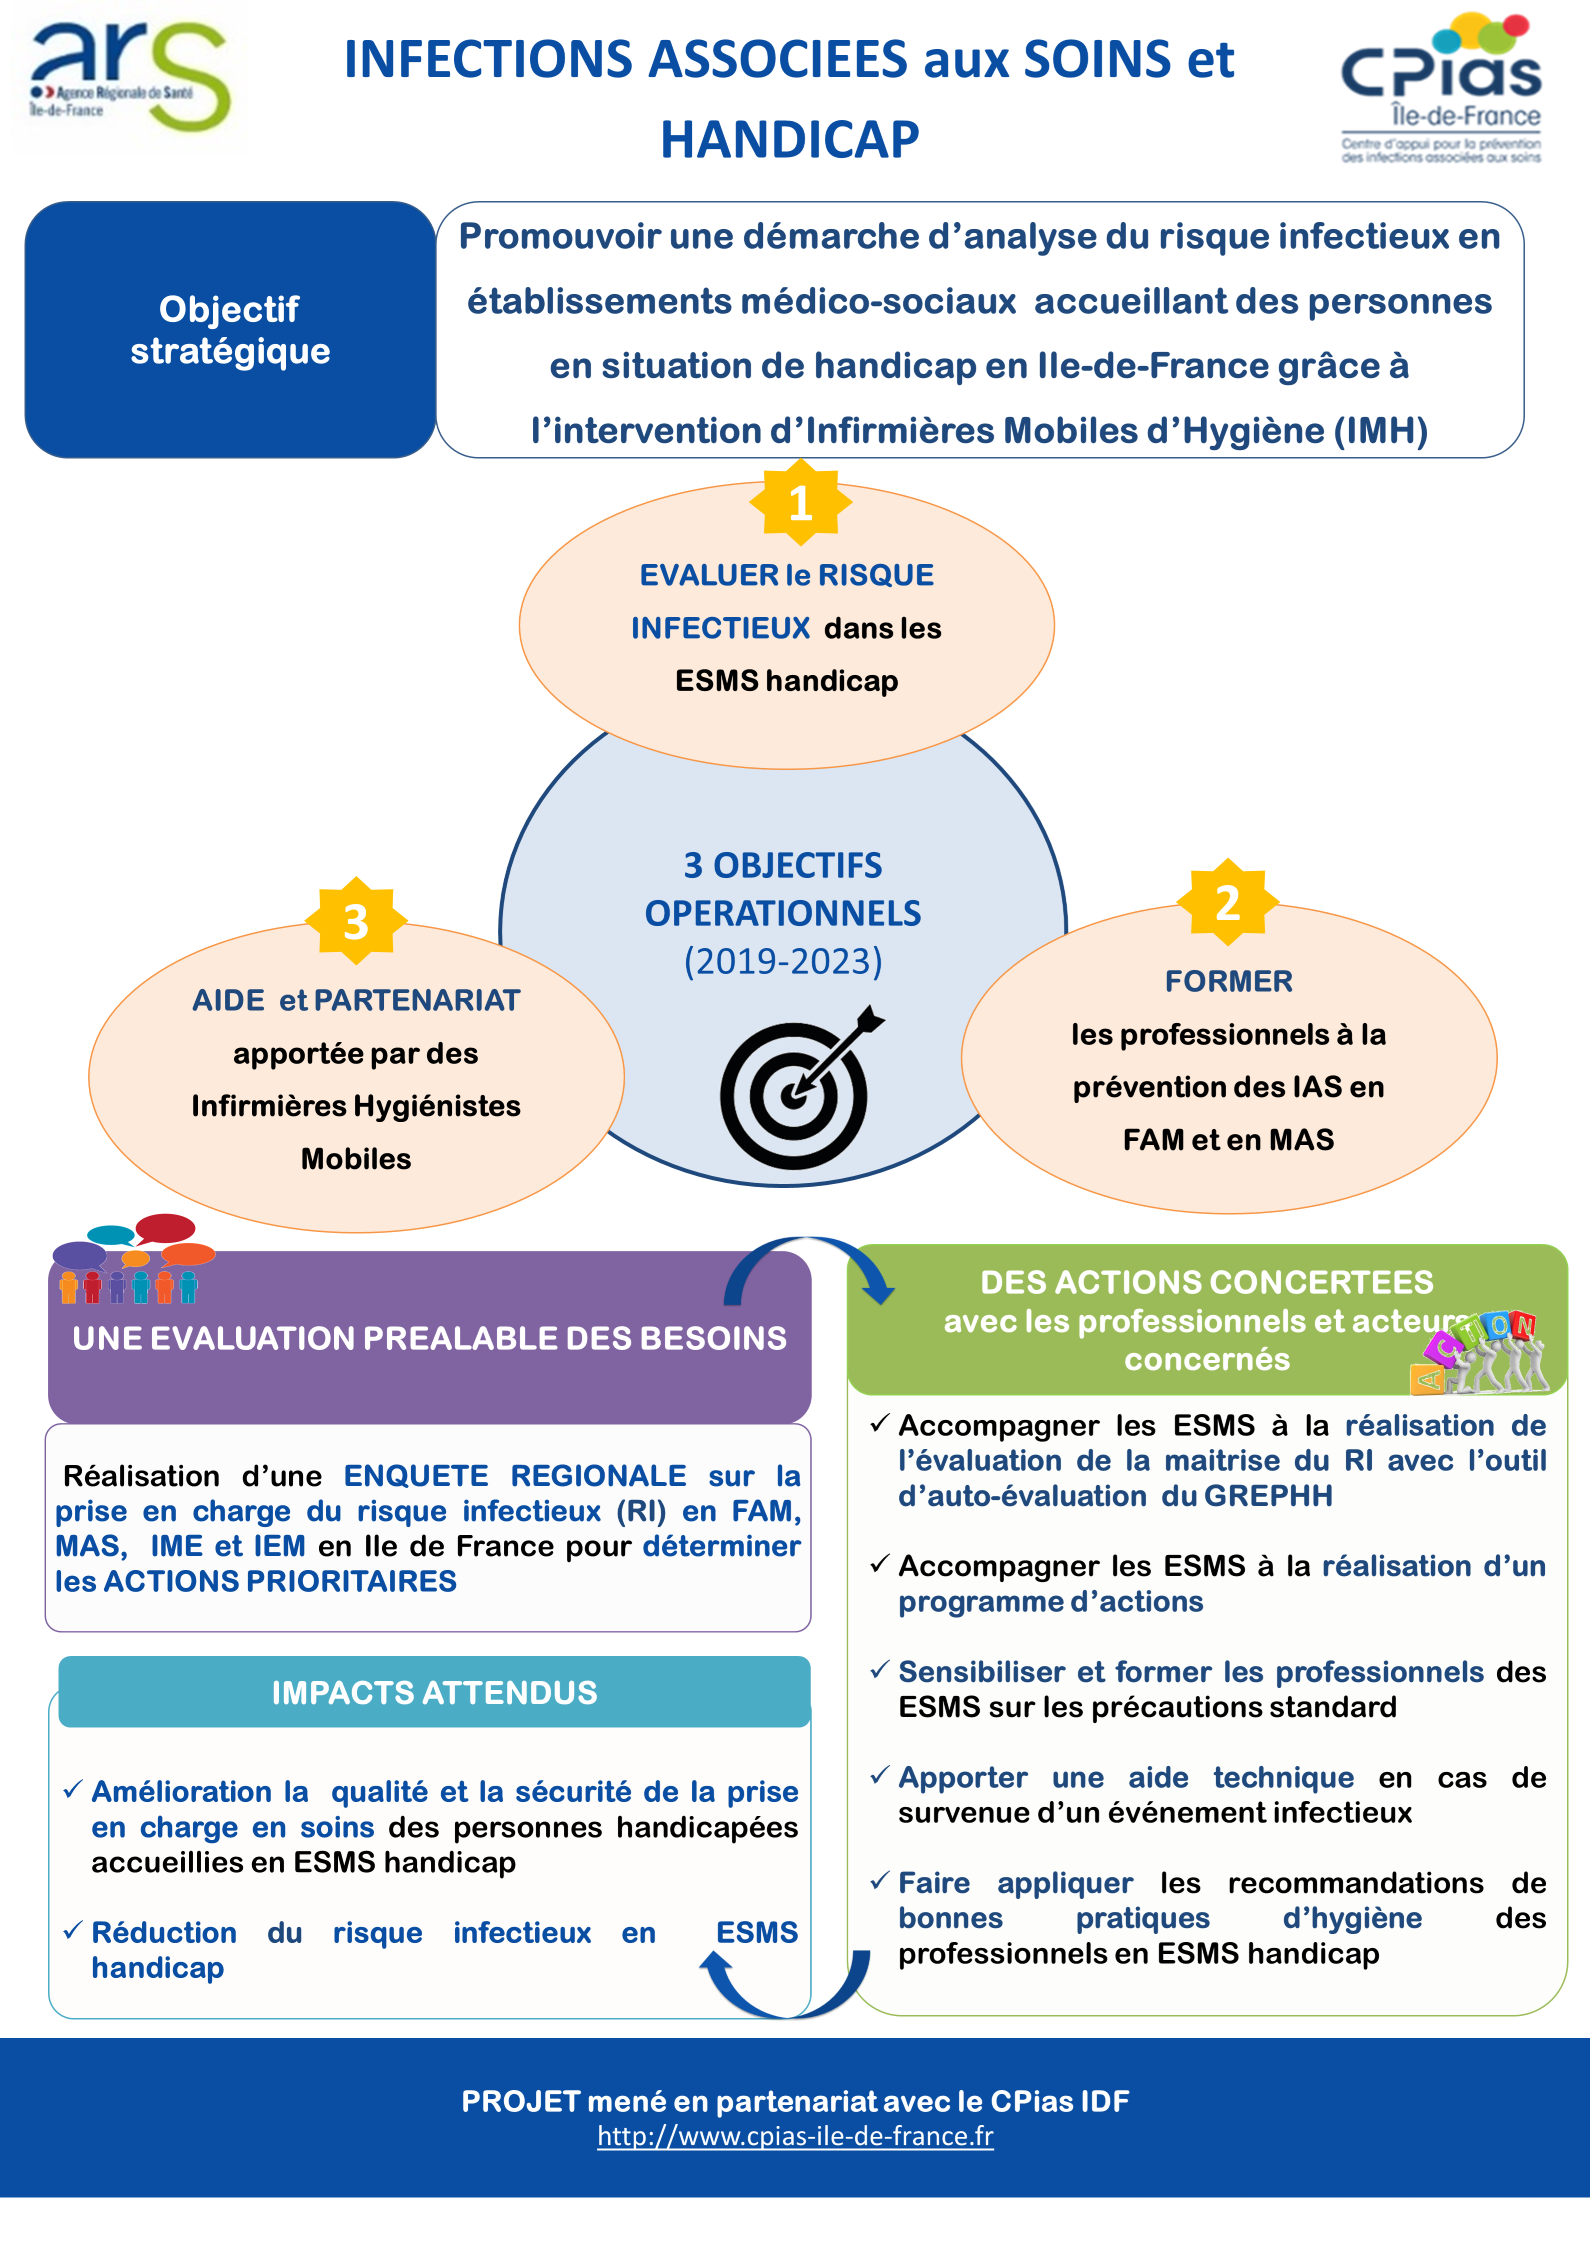 ars
Agence Régionale de Santé
Île-de-France
INFECTIONS ASSOCIEES aux SOINS et
HANDICAP
CPias
Île-de-France
Centre d'appui pour la prévention
des infections associées aux soins
Objectif
stratégique
Promouvoir une démarche d'analyse du risque infectieux en
établissements médico-sociaux accueillant des personnes
en situation de handicap en Ile-de-France grâce à
l'intervention d'Infirmières Mobiles d'Hygiène (IMH)
1
EVALUER le RISQUE
INFECTIEUX dans les
ESMS handicap
3 OBJECTIFS
OPERATIONNELS
(2019-2023)
2
FORMER
les professionnels à la
prévention des IAS en
FAM et en MAS
3
AIDE et PARTENARIAT
apportée par des
Infirmières Hygiénistes
Mobiles
UNE EVALUATION PREALABLE DES BESOINS
Réalisation d'une ENQUETE REGIONALE sur la
prise en charge du risque infectieux (RI) en FAM,
MAS, IME et IEM en Ile de France pour déterminer
les ACTIONS PRIORITAIRES
IMPACTS ATTENDUS
✓ Amélioration la qualité et la sécurité de la prise
en charge en soins des personnes handicapées
accueillies en ESMS handicap
✓ Réduction du risque infectieux en ESMS
handicap
DES ACTIONS CONCERTEES
avec les professionnels et acteurs
concernés
ACTION
✓ Accompagner les ESMS à la réalisation de
l'évaluation de la maitrise du RI avec l'outil
d'auto-évaluation du GREPHH
✓ Accompagner les ESMS à la réalisation d'un
programme d'actions
✓ Sensibiliser et former les professionnels des
ESMS sur les précautions standard
✓ Apporter une aide technique en cas de
survenue d'un événement infectieux
✓ Faire appliquer les recommandations de
bonnes pratiques d'hygiène des
professionnels en ESMS handicap
PROJET mené en partenariat avec le CPias IDF
http://www.cpias-ile-de-france.fr